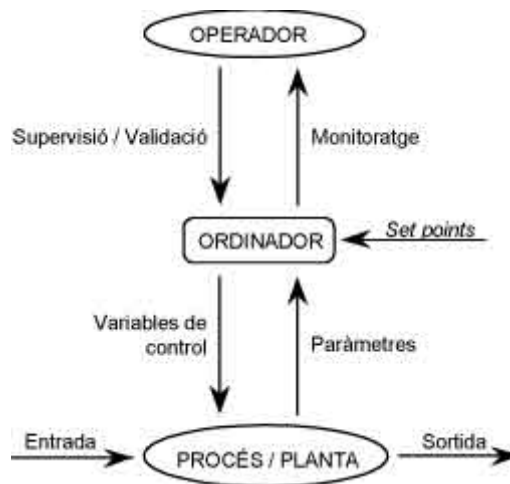 OPERADOR
Supervisió / Validació
Monitoratge
ORDINADOR
Set points
Variables de
control
Paràmetres
Entrada
PROCÉS / PLANTA
Sortida